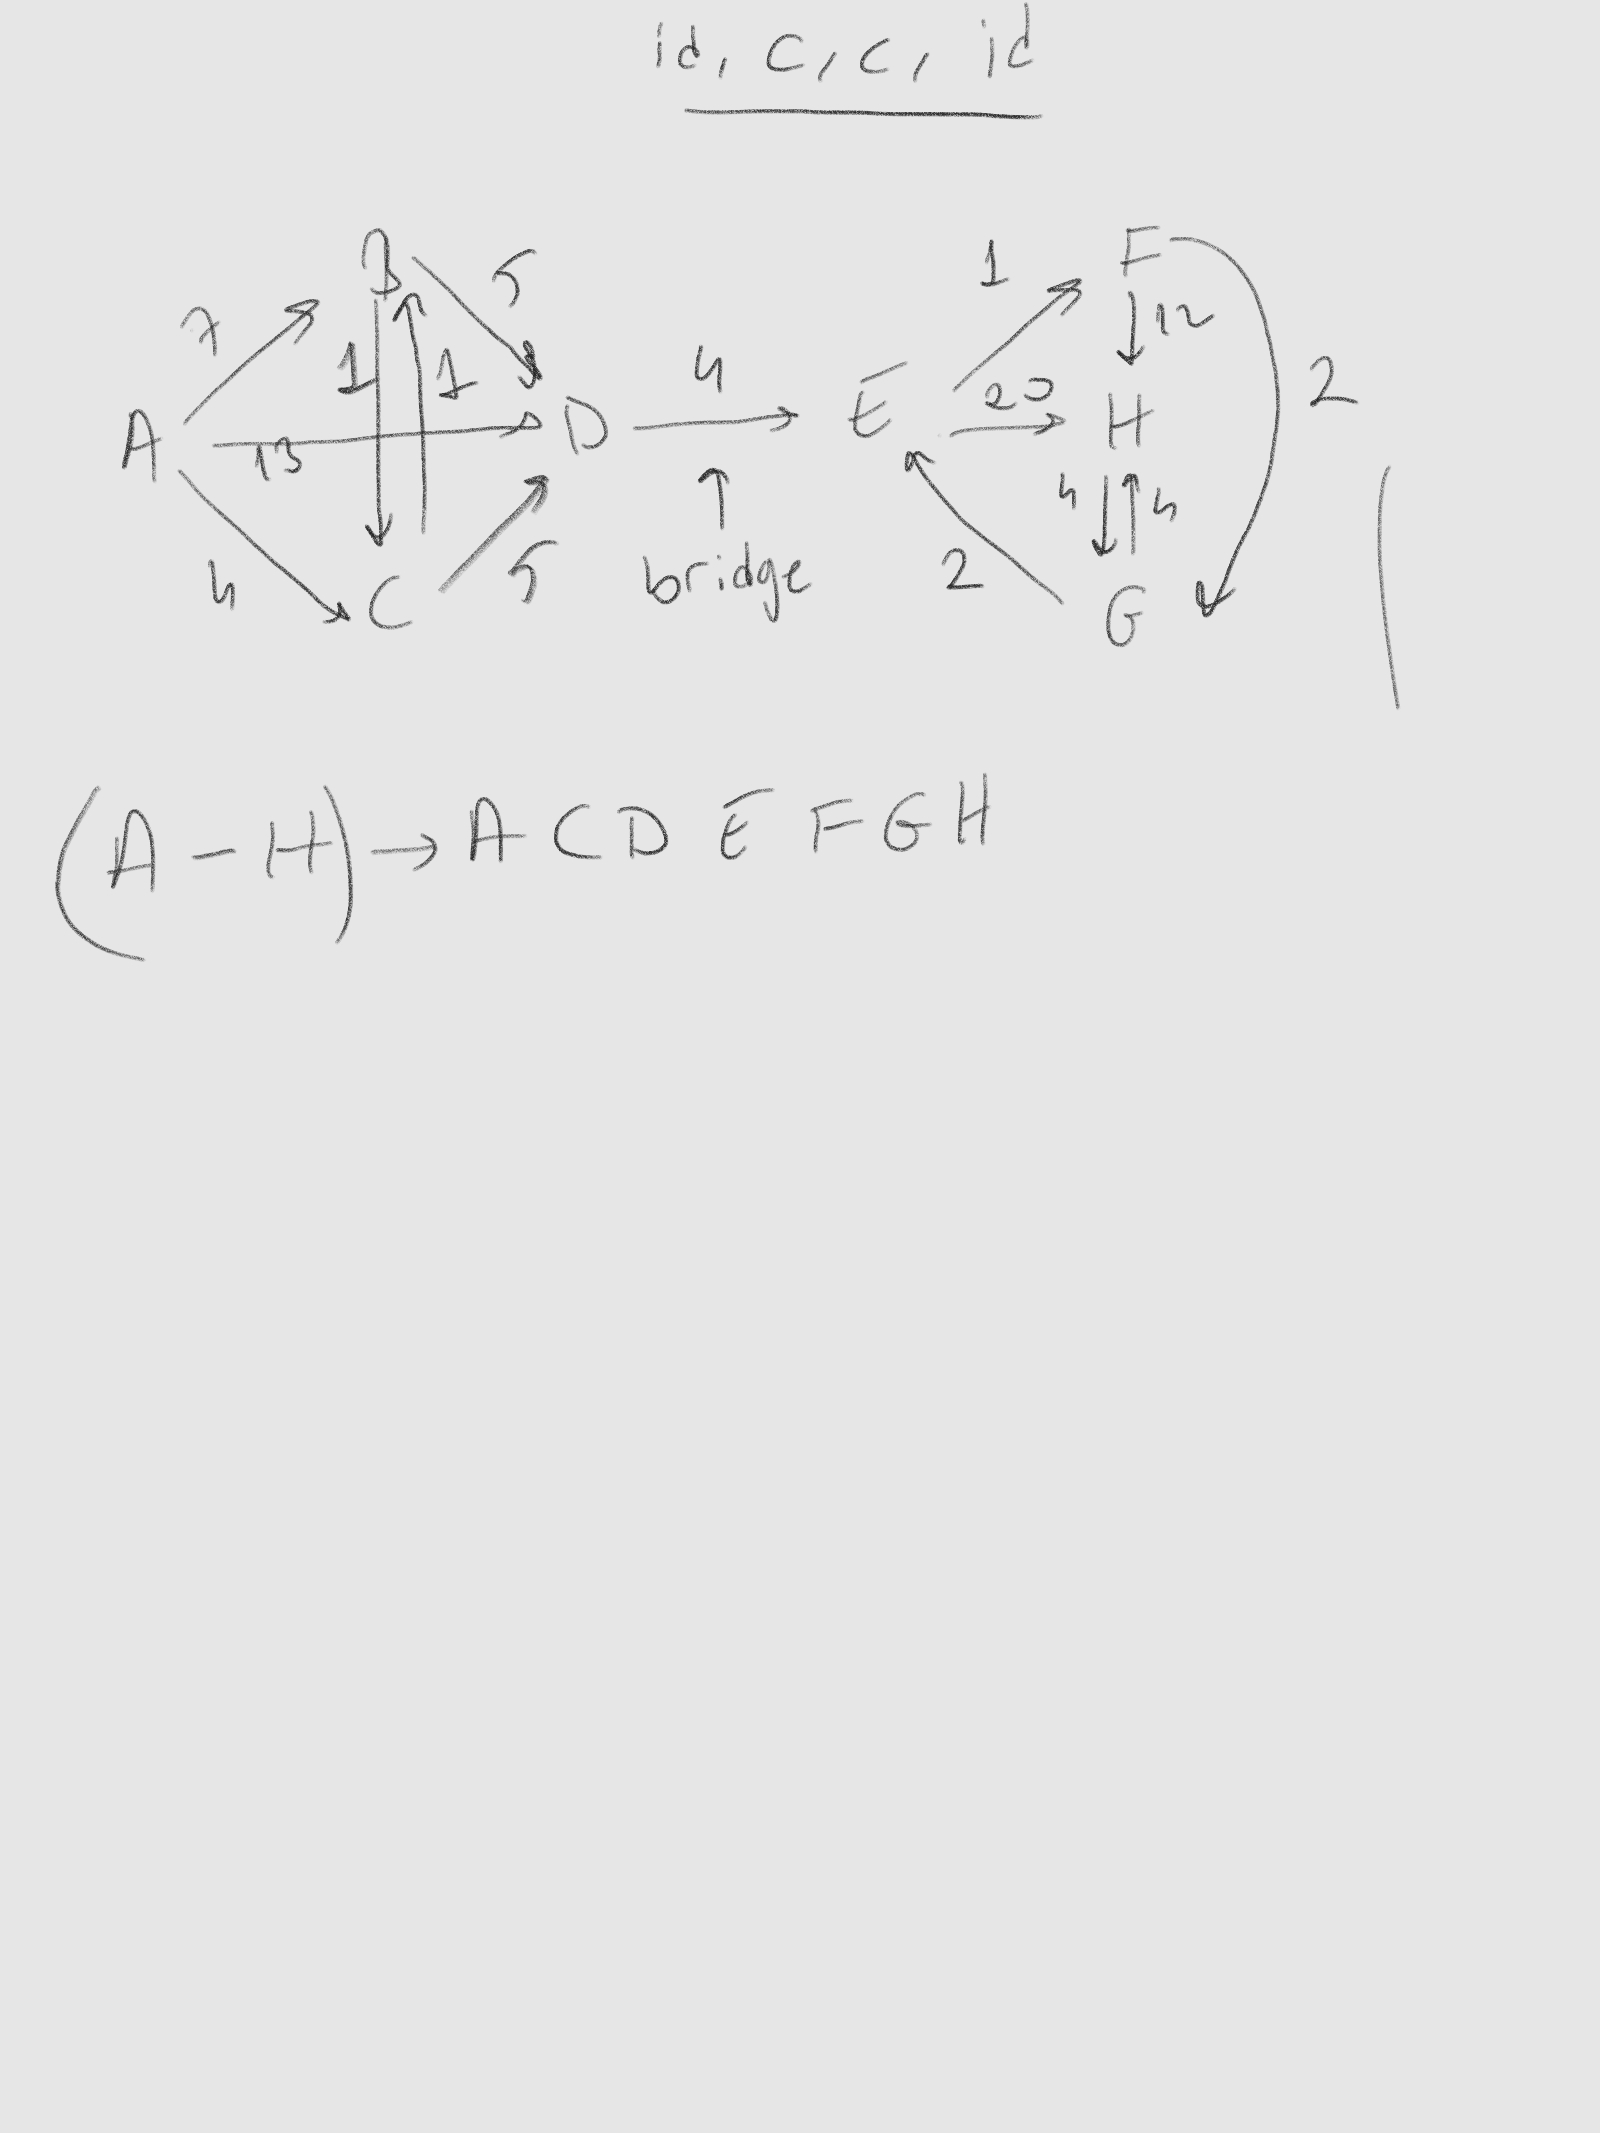 id, c, c, id
B 5 1 F
7 1 1 4 20 12 2
A 13 D E H
4 C 5 bridge 2 4 4 G
(A - H) → A C D E F G H